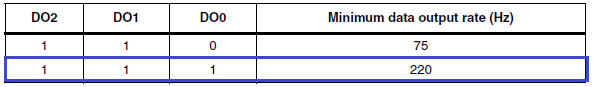 DO2 DO1 DO0 Minimum data output rate (Hz)
1 1 0 75
1 1 1 220